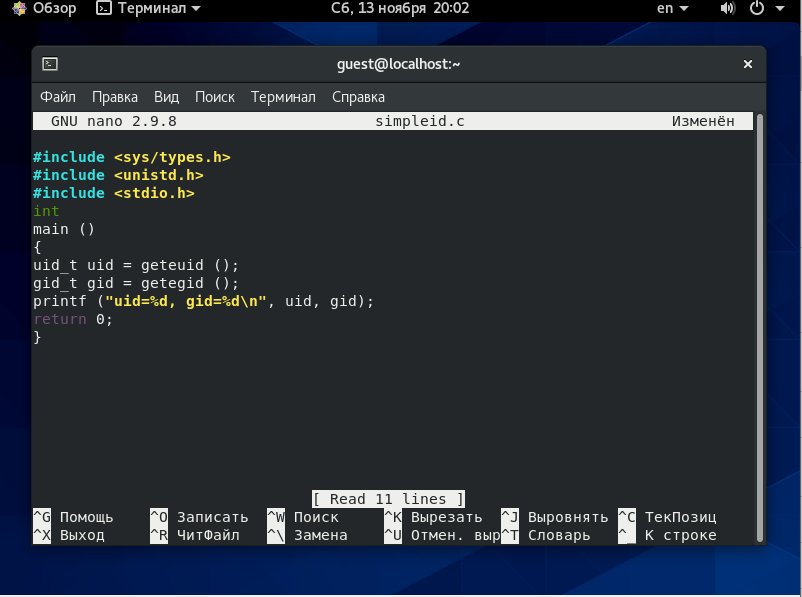 Обзор Терминал Сб, 13 ноября 20:02 en
guest@localhost:~
Файл Правка Вид Поиск Терминал Справка
GNU nano 2.9.8 simpleid.c Изменён
#include <sys/types.h>
#include <unistd.h>
#include <stdio.h>
int
main ()
{
uid_t uid = geteuid ();
gid_t gid = getegid ();
printf ("uid=%d, gid=%d\n", uid, gid);
return 0;
}
[ Read 11 lines ]
^G Помощь ^O Записать ^W Поиск ^K Вырезать ^J Выровнять ^C ТекПозиц
^X Выход ^R ЧитФайл ^\ Замена ^U Отмен. выр^T Словарь ^_ К строке